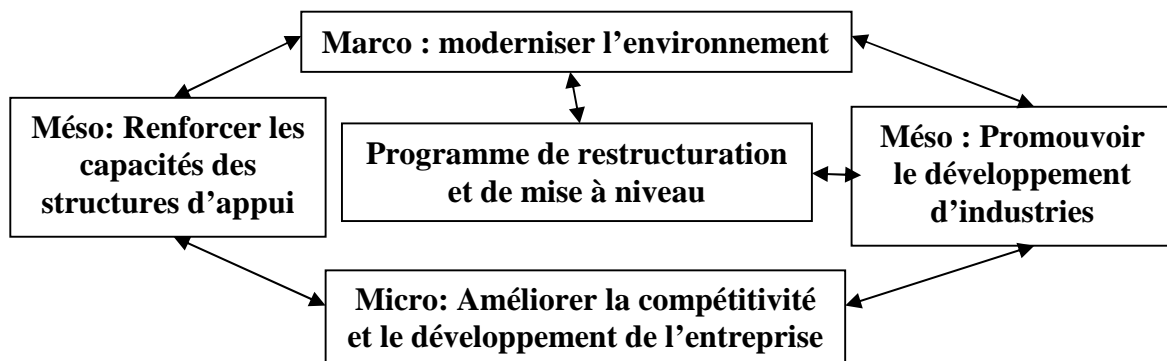 Marco : moderniser l’environnement
Méso: Renforcer les
capacités des
structures d’appui
Programme de restructuration
et de mise à niveau
Méso : Promouvoir
le développement
d’industries
Micro: Améliorer la compétitivité
et le développement de l’entreprise